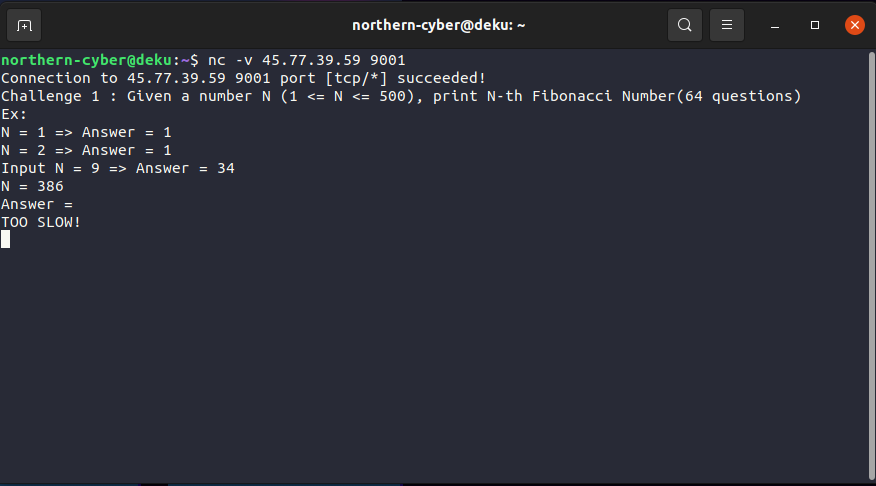 northern-cyber@deku: ~
northern-cyber@deku:~$ nc -v 45.77.39.59 9001
Connection to 45.77.39.59 9001 port [tcp/*] succeeded!
Challenge 1 : Given a number N (1 <= N <= 500), print N-th Fibonacci Number(64 questions)
Ex:
N = 1 => Answer = 1
N = 2 => Answer = 1
Input N = 9 => Answer = 34
N = 386
Answer =
TOO SLOW!